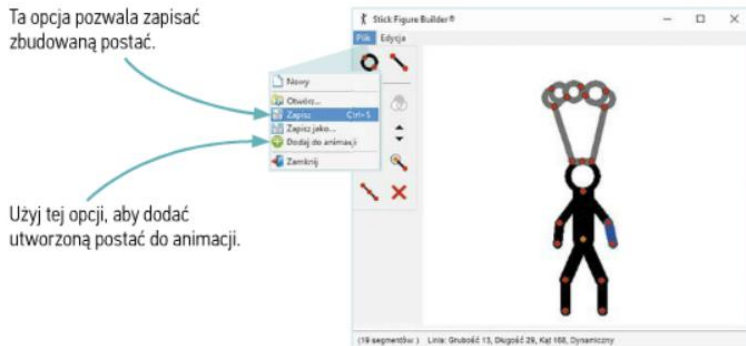 Ta opcja pozwala zapisać
zbudowaną postać.
Stick Figure Builder®
Plik Edycja
Nowy
Otwórz...
Zapisz Ctrl+S
Zapisz jako...
Dodaj do animacji
Zamknij
Użyj tej opcji, aby dodać
utworzoną postać do animacji.
(19 segmentów ) Linia: Grubość 13, Długość 29, Kąt 168, Dynamiczny